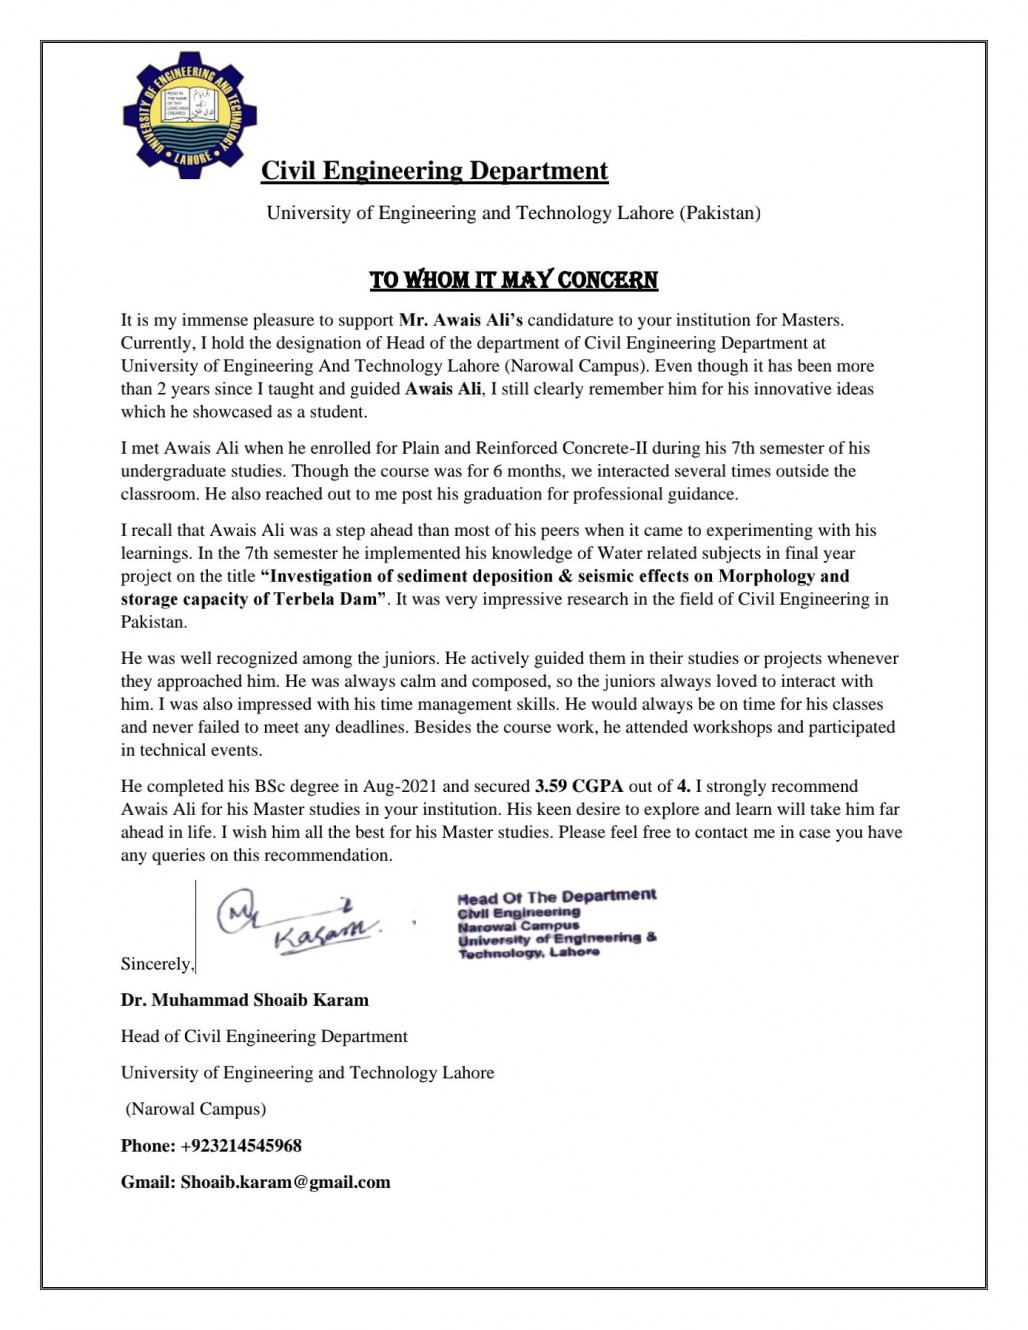 UNIVERSITY OF ENGINEERING AND TECHNOLOGY
LAHORE
READ IN
THE NAME
OF THY
LORD WHO
CREATES
Civil Engineering Department
University of Engineering and Technology Lahore (Pakistan)
TO WHOM IT MAY CONCERN
It is my immense pleasure to support Mr. Awais Ali’s candidature to your institution for Masters.
Currently, I hold the designation of Head of the department of Civil Engineering Department at
University of Engineering And Technology Lahore (Narowal Campus). Even though it has been more
than 2 years since I taught and guided Awais Ali, I still clearly remember him for his innovative ideas
which he showcased as a student.
I met Awais Ali when he enrolled for Plain and Reinforced Concrete-II during his 7th semester of his
undergraduate studies. Though the course was for 6 months, we interacted several times outside the
classroom. He also reached out to me post his graduation for professional guidance.
I recall that Awais Ali was a step ahead than most of his peers when it came to experimenting with his
learnings. In the 7th semester he implemented his knowledge of Water related subjects in final year
project on the title “Investigation of sediment deposition & seismic effects on Morphology and
storage capacity of Terbela Dam”. It was very impressive research in the field of Civil Engineering in
Pakistan.
He was well recognized among the juniors. He actively guided them in their studies or projects whenever
they approached him. He was always calm and composed, so the juniors always loved to interact with
him. I was also impressed with his time management skills. He would always be on time for his classes
and never failed to meet any deadlines. Besides the course work, he attended workshops and participated
in technical events.
He completed his BSc degree in Aug-2021 and secured 3.59 CGPA out of 4. I strongly recommend
Awais Ali for his Master studies in your institution. His keen desire to explore and learn will take him far
ahead in life. I wish him all the best for his Master studies. Please feel free to contact me in case you have
any queries on this recommendation.
Karam
Head Of The Department
Civil Engineering
Narowal Campus
University of Engineering &
Technology, Lahore
Sincerely,
Dr. Muhammad Shoaib Karam
Head of Civil Engineering Department
University of Engineering and Technology Lahore
(Narowal Campus)
Phone: +923214545968
Gmail: Shoaib.karam@gmail.com